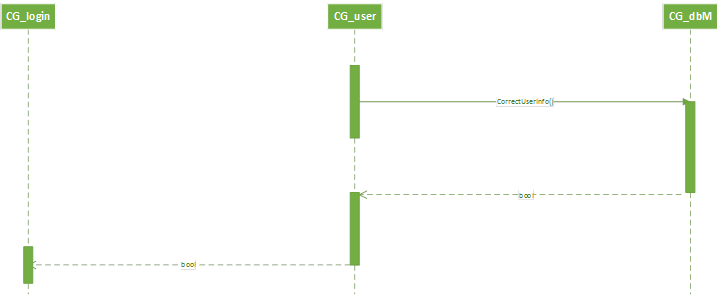 CG_login
CG_user
CG_dbM
CorrectUserInfo()
bool
bool